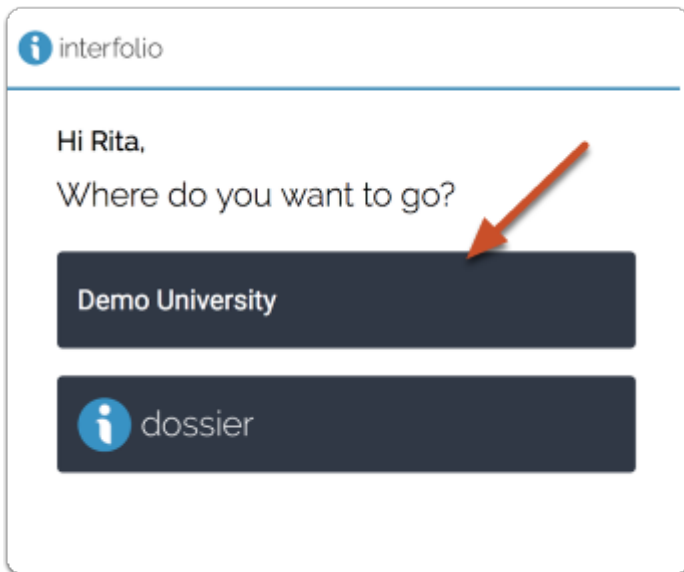 interfolio
Hi Rita,
Where do you want to go?
Demo University
dossier